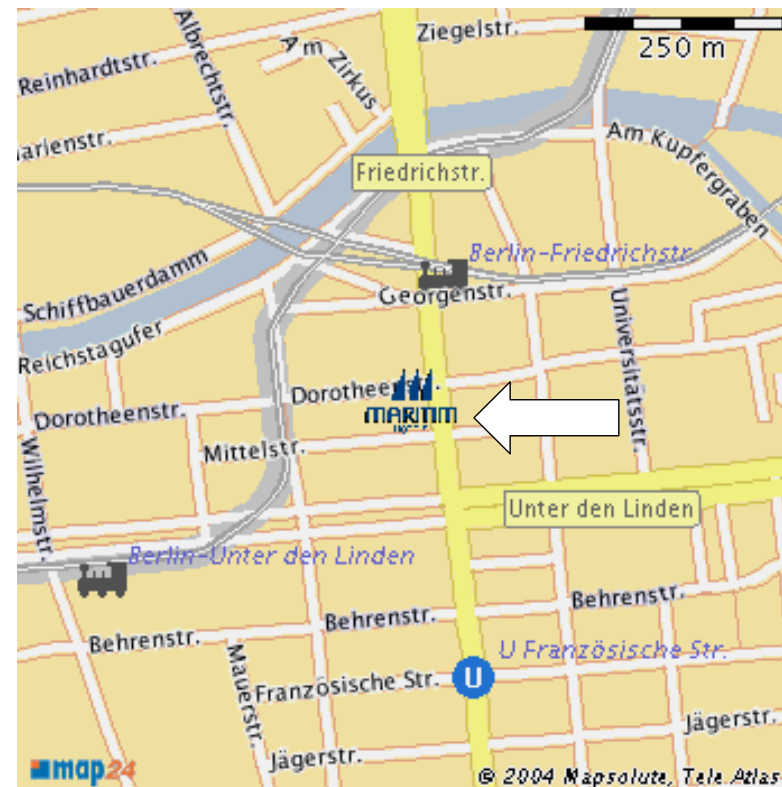 Albrechtstr.
Am Zirkus
Ziegelstr.
250 m
Reinhardtstr.
arienstr.
Am Kupfergraben
Friedrichstr.
Berlin-Friedrichstr
Schiffbauerdamm
Georgenstr.
Universitätsstr.
Reichstagufer
Dorotheenstr.
Dorotheenstr.
MARITIM
Mittelstr.
Wilhelmstr.
Unter den Linden
Berlin-Unter den Linden
Behrenstr.
Behrenstr.
Behrenstr.
Mauerstr.
U Französische Str.
U
Französische Str.
Jägerstr.
Jägerstr.
map24
© 2004 Mapsolute, Tele Atlas